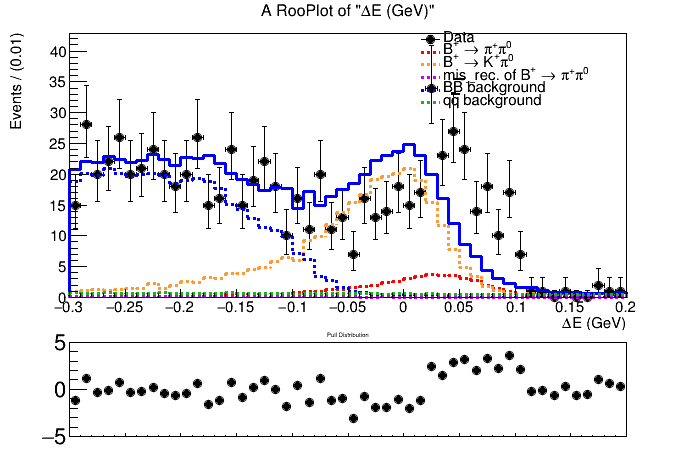 A RooPlot of "ΔE (GeV)"
Events / (0.01)
40
35
30
25
20
15
10
5
0
Data
B⁺ → π⁺π⁰
B⁺ → K⁺π⁰
mis_rec. of B⁺ → π⁺π⁰
BB background
qq background
−0.3 −0.25 −0.2 −0.15 −0.1 −0.05 0 0.05 0.1 0.15 0.2
ΔE (GeV)
Pull Distribution
5
0
−5